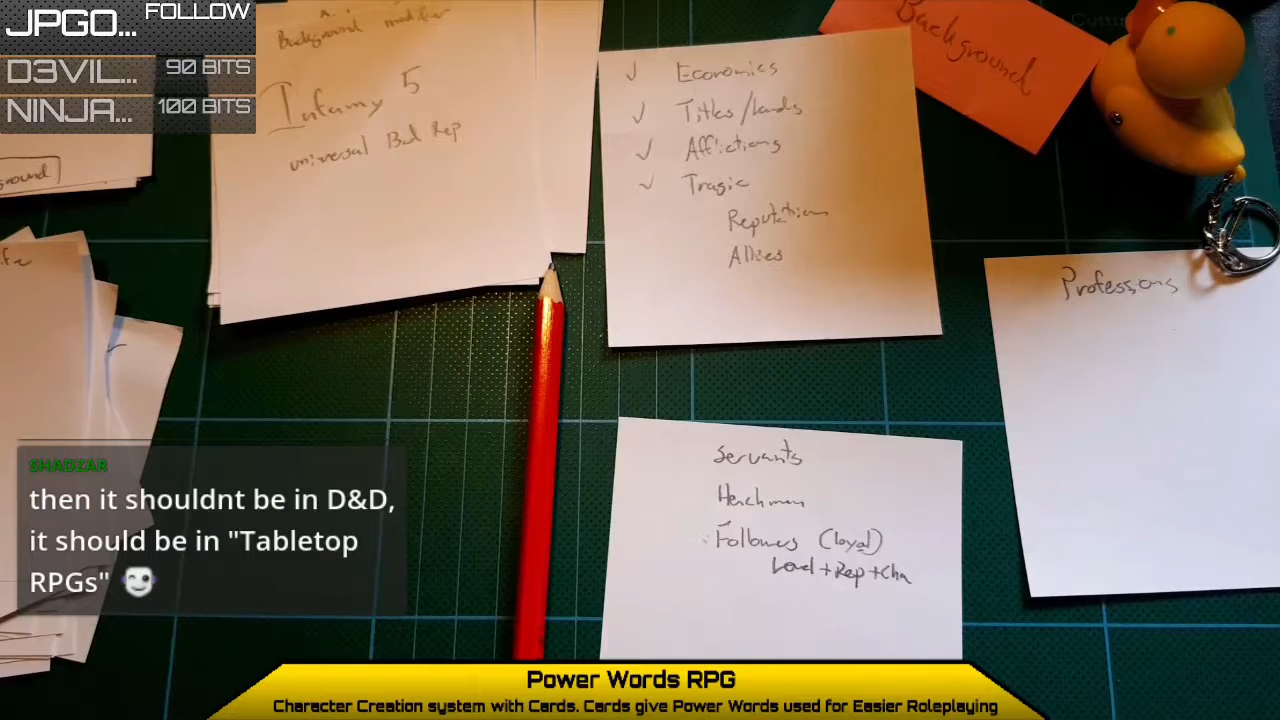 JPGO...
FOLLOW
D3VIL...
90 BITS
NINJA...
100 BITS
ground
Background modifier
Infamy 5
universal Bad Rep
✓ Economies
✓ Titles/Lands
✓ Afflictions
✓ Tragic
Reputation
Allies
Background
Professions
Servants
Henchmen
Followers (loyal)
Level + Rep + Cha
SHADZAR
then it shouldnt be in D&D,
it should be in "Tabletop
RPGs"
Power Words RPG
Character Creation system with Cards. Cards give Power Words used for Easier Roleplaying